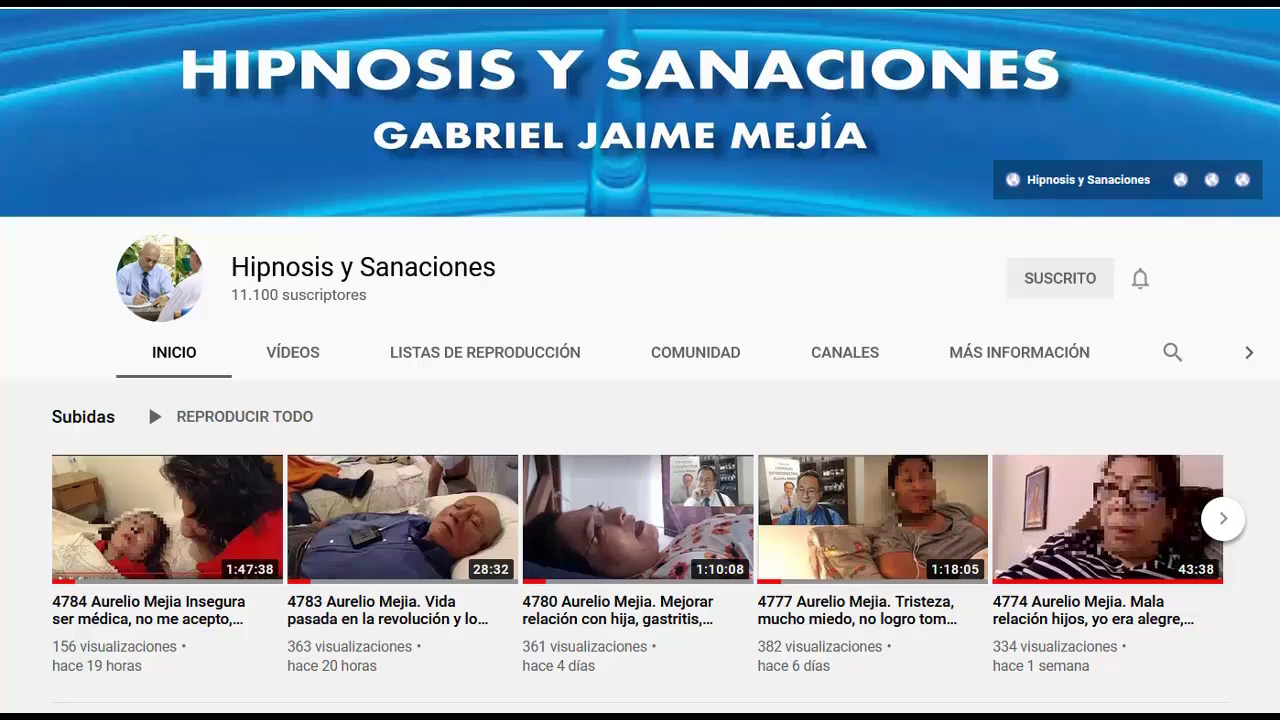 HIPNOSIS Y SANACIONES
GABRIEL JAIME MEJÍA
Hipnosis y Sanaciones
Hipnosis y Sanaciones
11.100 suscriptores
SUSCRITO
INICIO
VÍDEOS
LISTAS DE REPRODUCCIÓN
COMUNIDAD
CANALES
MÁS INFORMACIÓN
Subidas
REPRODUCIR TODO
1:47:38
28:32
1:10:08
1:18:05
43:38
4784 Aurelio Mejia Insegura
ser médica, no me acepto,...
156 visualizaciones •
hace 19 horas
4783 Aurelio Mejia. Vida
pasada en la revolución y lo...
363 visualizaciones •
hace 20 horas
4780 Aurelio Mejia. Mejorar
relación con hija, gastritis,...
361 visualizaciones •
hace 4 días
4777 Aurelio Mejia. Tristeza,
mucho miedo, no logro tom...
382 visualizaciones •
hace 6 días
4774 Aurelio Mejia. Mala
relación hijos, yo era alegre,...
334 visualizaciones •
hace 1 semana